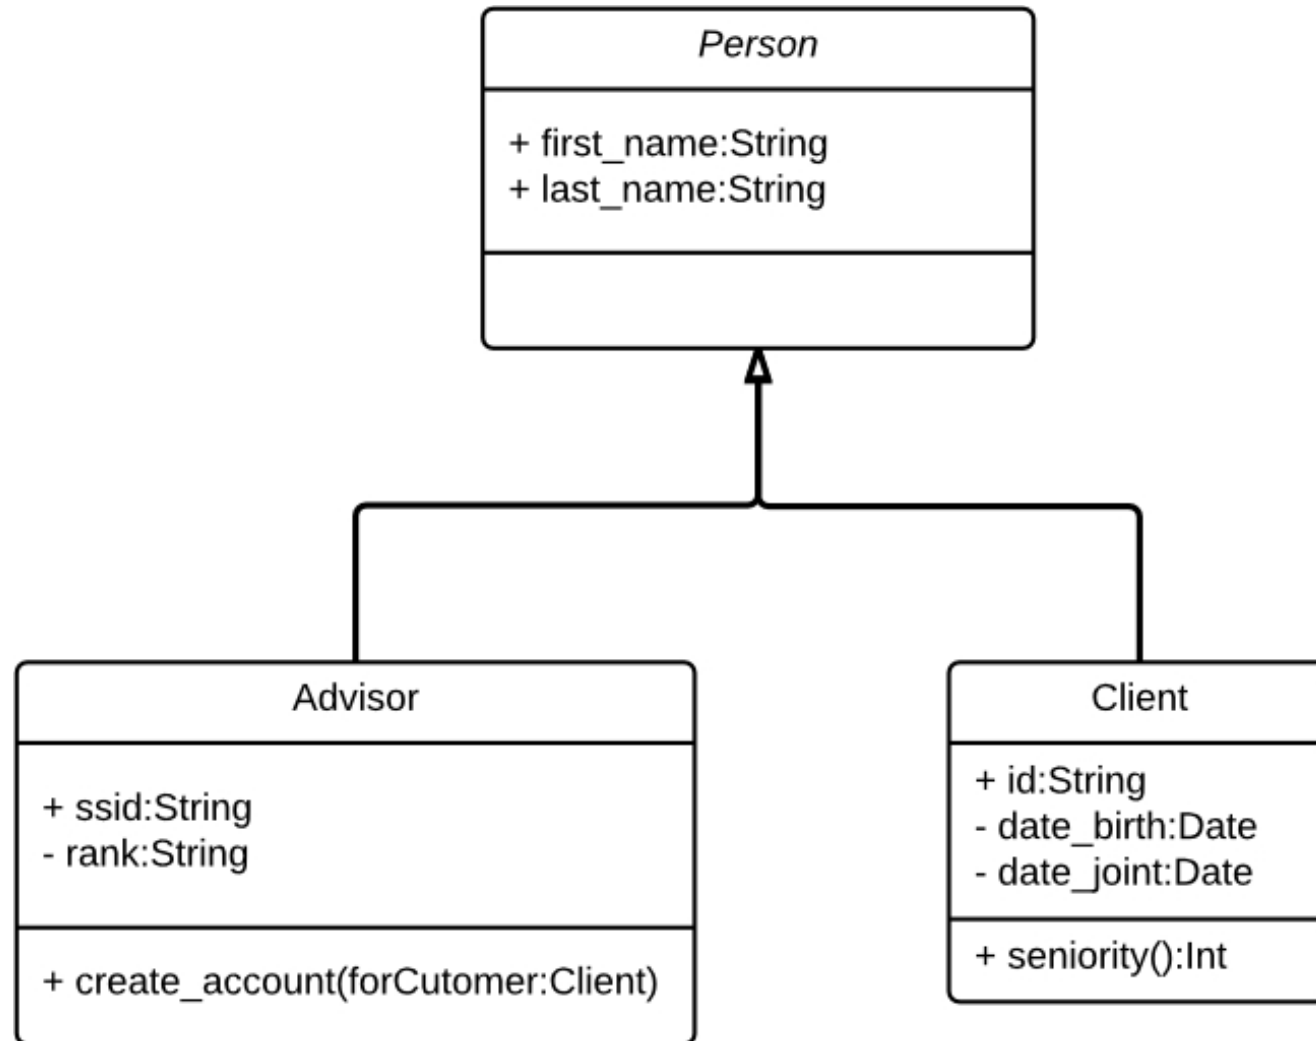 Person
+ first_name:String
+ last_name:String
Advisor
+ ssid:String
- rank:String
+ create_account(forCutomer:Client)
Client
+ id:String
- date_birth:Date
- date_joint:Date
+ seniority():Int